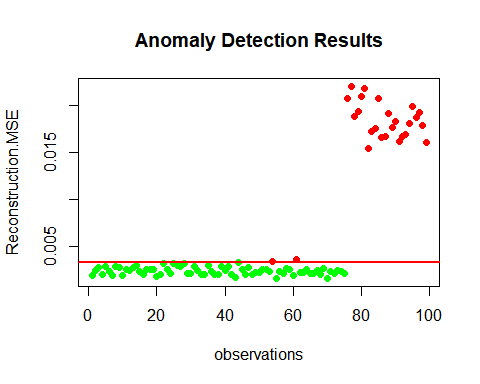 Anomaly Detection Results
Reconstruction.MSE
0.015
0.005
0 20 40 60 80 100
observations